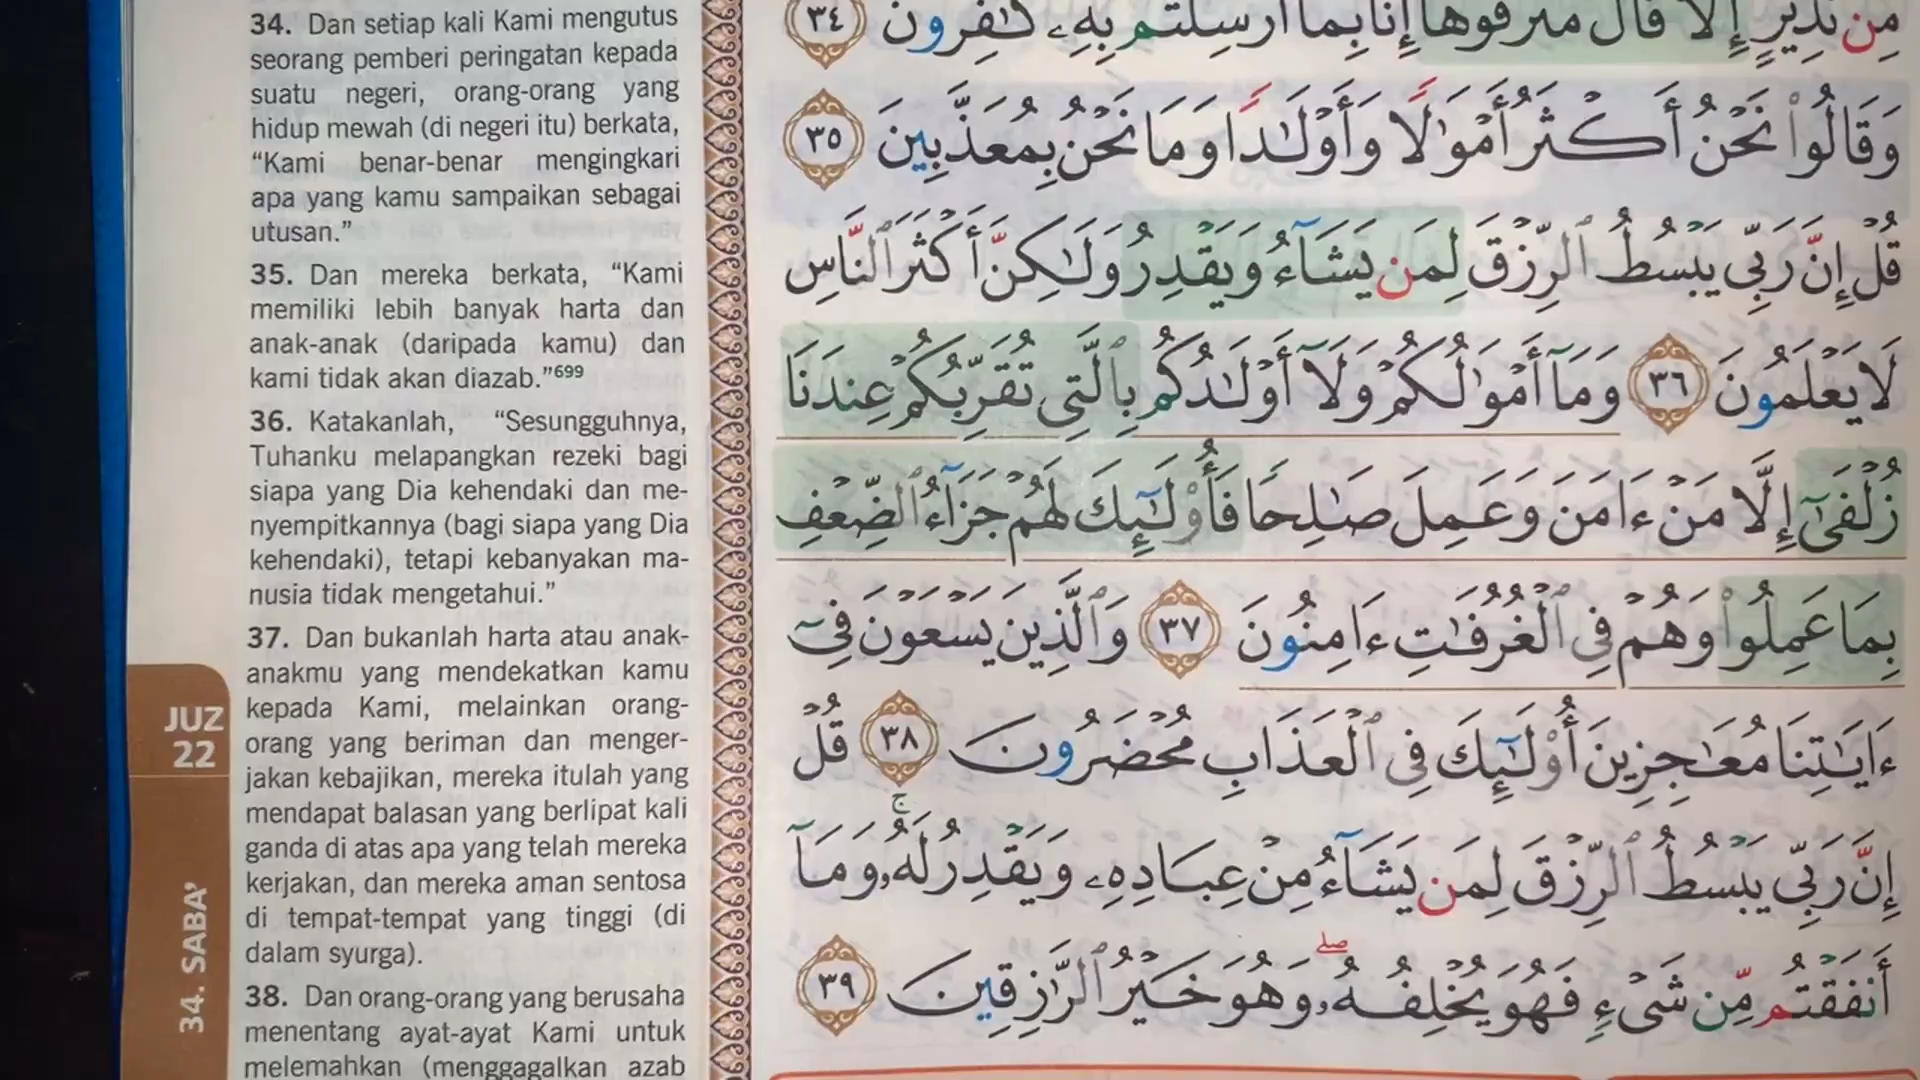 34. Dan setiap kali Kami mengutus
seorang pemberi peringatan kepada
suatu negeri, orang-orang yang
hidup mewah (di negeri itu) berkata,
“Kami benar-benar mengingkari
apa yang kamu sampaikan sebagai
utusan.”
35. Dan mereka berkata, “Kami
memiliki lebih banyak harta dan
anak-anak (daripada kamu) dan
kami tidak akan diazab.”699
36. Katakanlah, “Sesungguhnya,
Tuhanku melapangkan rezeki bagi
siapa yang Dia kehendaki dan me-
nyempitkannya (bagi siapa yang Dia
kehendaki), tetapi kebanyakan ma-
nusia tidak mengetahui.”
37. Dan bukanlah harta atau anak-
anakmu yang mendekatkan kamu
kepada Kami, melainkan orang-
orang yang beriman dan menger-
jakan kebajikan, mereka itulah yang
mendapat balasan yang berlipat kali
ganda di atas apa yang telah mereka
kerjakan, dan mereka aman sentosa
di tempat-tempat yang tinggi (di
dalam syurga).
38. Dan orang-orang yang berusaha
menentang ayat-ayat Kami untuk
melemahkan (menggagalkan azab
JUZ
22
34. SABA’
مِن نَّذِيرٍ إِلَّا قَالَ مُتْرَفُوهَا إِنَّا بِمَا أُرْسِلْتُم بِهِۦ كَـٰفِرُونَ ٣٤
وَقَالُوا۟ نَحْنُ أَكْثَرُ أَمْوَٰلًا وَأَوْلَـٰدًا وَمَا نَحْنُ بِمُعَذَّبِينَ ٣٥
قُلْ إِنَّ رَبِّى يَبْسُطُ ٱلرِّزْقَ لِمَن يَشَآءُ وَيَقْدِرُ وَلَـٰكِنَّ أَكْثَرَ ٱلنَّاسِ
لَا يَعْلَمُونَ ٣٦ وَمَآ أَمْوَٰلُكُمْ وَلَآ أَوْلَـٰدُكُم بِٱلَّتِى تُقَرِّبُكُمْ عِندَنَا
زُلْفَىٰٓ إِلَّا مَنْ ءَامَنَ وَعَمِلَ صَـٰلِحًا فَأُو۟لَـٰٓئِكَ لَهُمْ جَزَآءُ ٱلضِّعْفِ
بِمَا عَمِلُوا۟ وَهُمْ فِى ٱلْغُرُفَـٰتِ ءَامِنُونَ ٣٧ وَٱلَّذِينَ يَسْعَوْنَ فِىٓ
ءَايَـٰتِنَا مُعَـٰجِزِينَ أُو۟لَـٰٓئِكَ فِى ٱلْعَذَابِ مُحْضَرُونَ ٣٨ قُلْ
إِنَّ رَبِّى يَبْسُطُ ٱلرِّزْقَ لِمَن يَشَآءُ مِنْ عِبَادِهِۦ وَيَقْدِرُ لَهُۥ ۚ وَمَآ
أَنفَقْتُم مِّن شَىْءٍ فَهُوَ يُخْلِفُهُۥ ۖ وَهُوَ خَيْرُ ٱلرَّٰزِقِينَ ٣٩